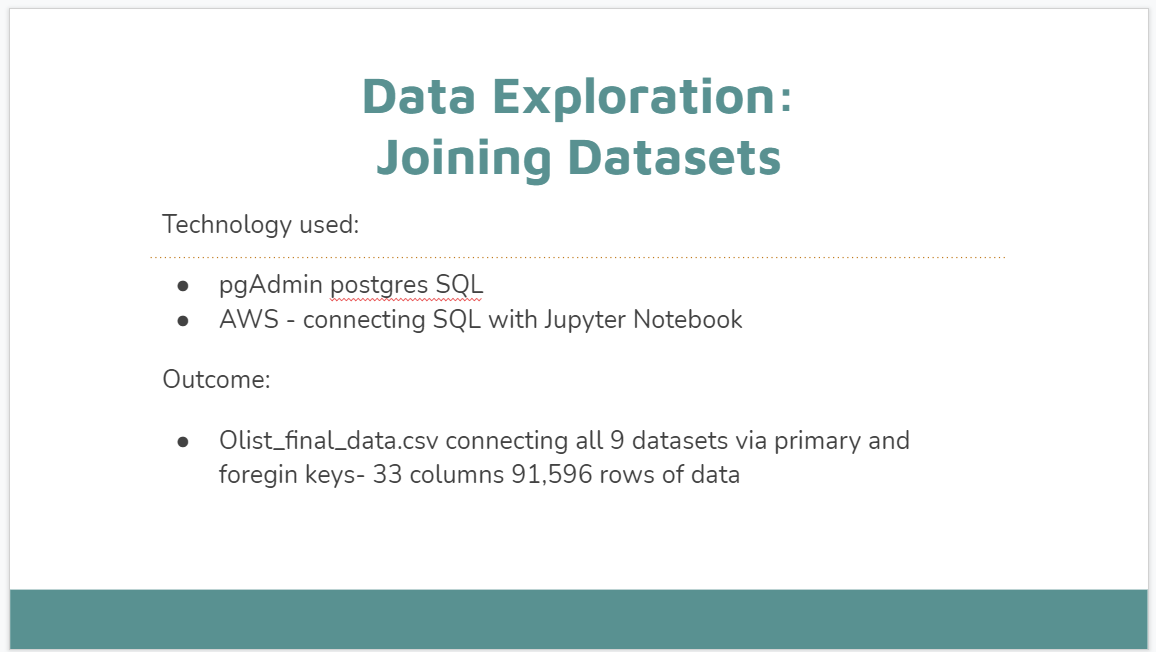 Data Exploration:
Joining Datasets
Technology used:
● pgAdmin postgres SQL
● AWS - connecting SQL with Jupyter Notebook
Outcome:
● Olist_final_data.csv connecting all 9 datasets via primary and
foregin keys- 33 columns 91,596 rows of data